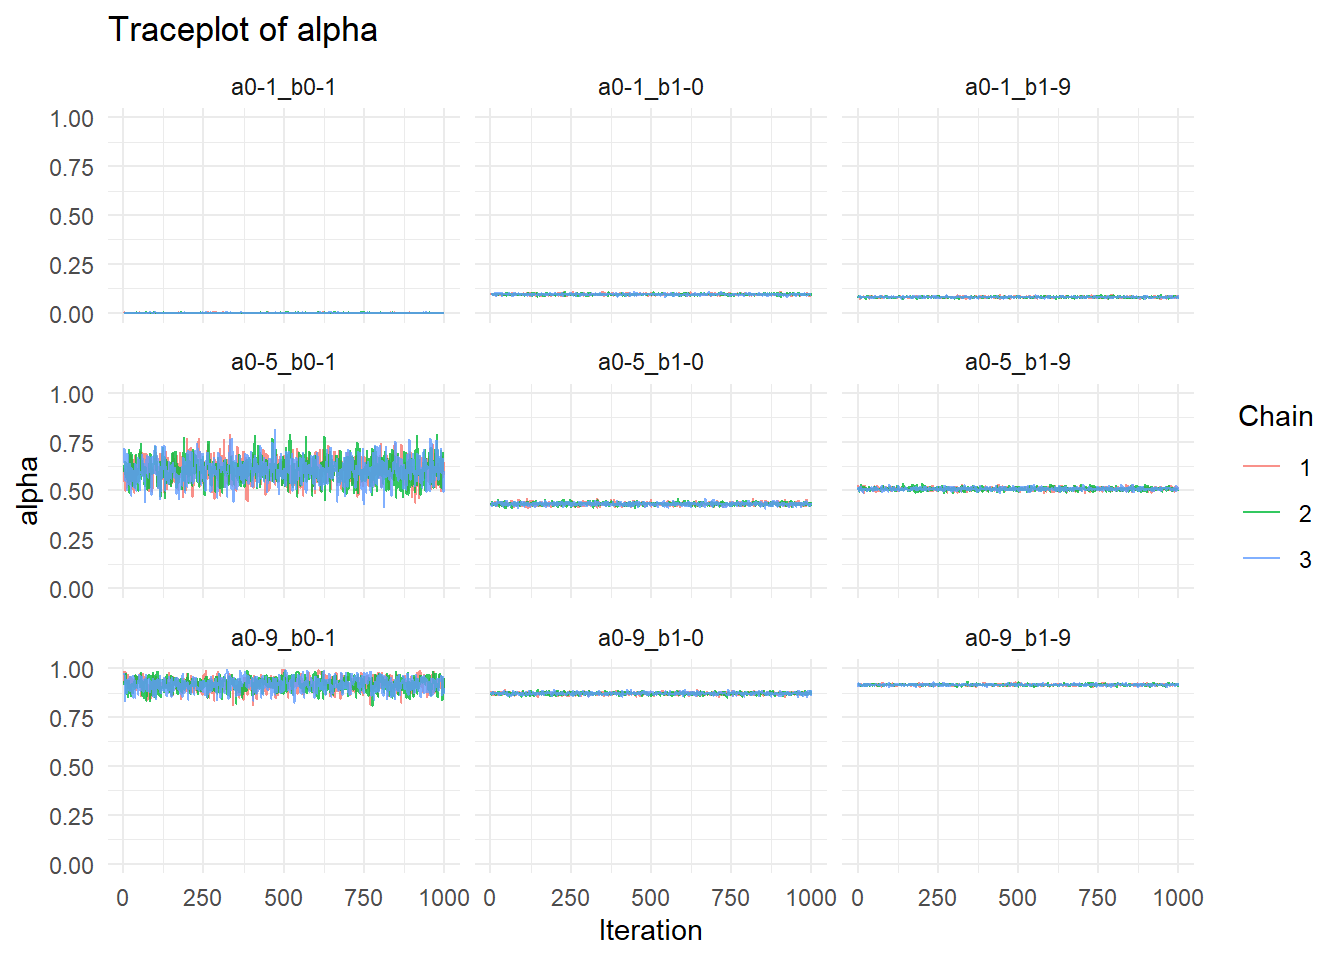 Traceplot of alpha
a0-1_b0-1 a0-1_b1-0 a0-1_b1-9
1.00
0.75
0.50
0.25
0.00
a0-5_b0-1 a0-5_b1-0 a0-5_b1-9
1.00
0.75
0.50
0.25
0.00
alpha
Chain
1
2
3
a0-9_b0-1 a0-9_b1-0 a0-9_b1-9
1.00
0.75
0.50
0.25
0.00
0 250 500 750 1000 0 250 500 750 1000 0 250 500 750 1000
Iteration